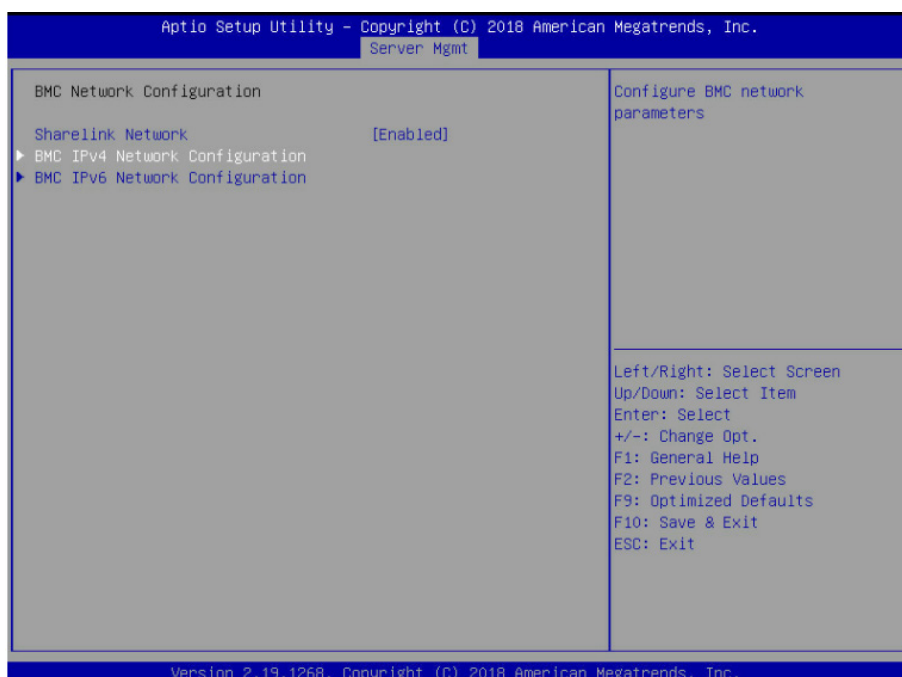 Aptio Setup Utility – Copyright (C) 2018 American Megatrends, Inc.
Server Mgmt
BMC Network Configuration
Sharelink Network [Enabled]
BMC IPv4 Network Configuration
BMC IPv6 Network Configuration
Configure BMC network
parameters
Left/Right: Select Screen
Up/Down: Select Item
Enter: Select
+/-: Change Opt.
F1: General Help
F2: Previous Values
F9: Optimized Defaults
F10: Save & Exit
ESC: Exit
Version 2.19.1268. Copyright (C) 2018 American Megatrends, Inc.